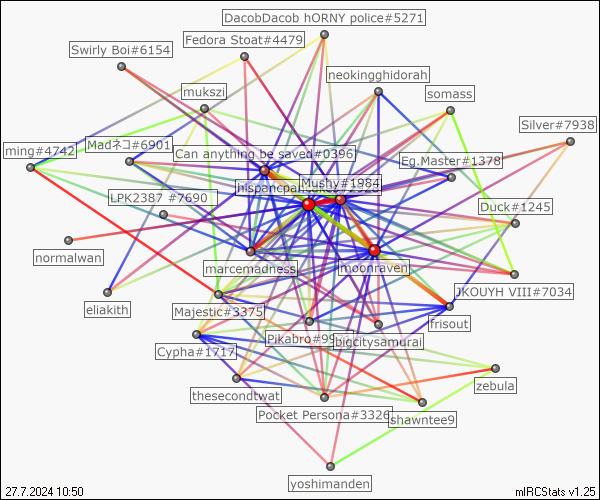 DacobDacob hORNY police#5271
Fedora Stoat#4479
Swirly Boi#6154
neokingghidorah
mukszi
somass
Silver#7938
ming#4742
Madネコ#6901
Can anything be saved#0396
Eg.Master#1378
Mushy#1984
LPK2387 #7690
Duck#1245
normalwan
marcemadness
moonraven
eliakith
JKOUYH VIII#7034
Majestic#3375
frisout
Pikabro#99
bigcitysamurai
Cypha#1717
zebula
thesecondtwat
Pocket Persona#3326
shawntee9
yoshimanden
27.7.2024 10:50
mIRCStats v1.25